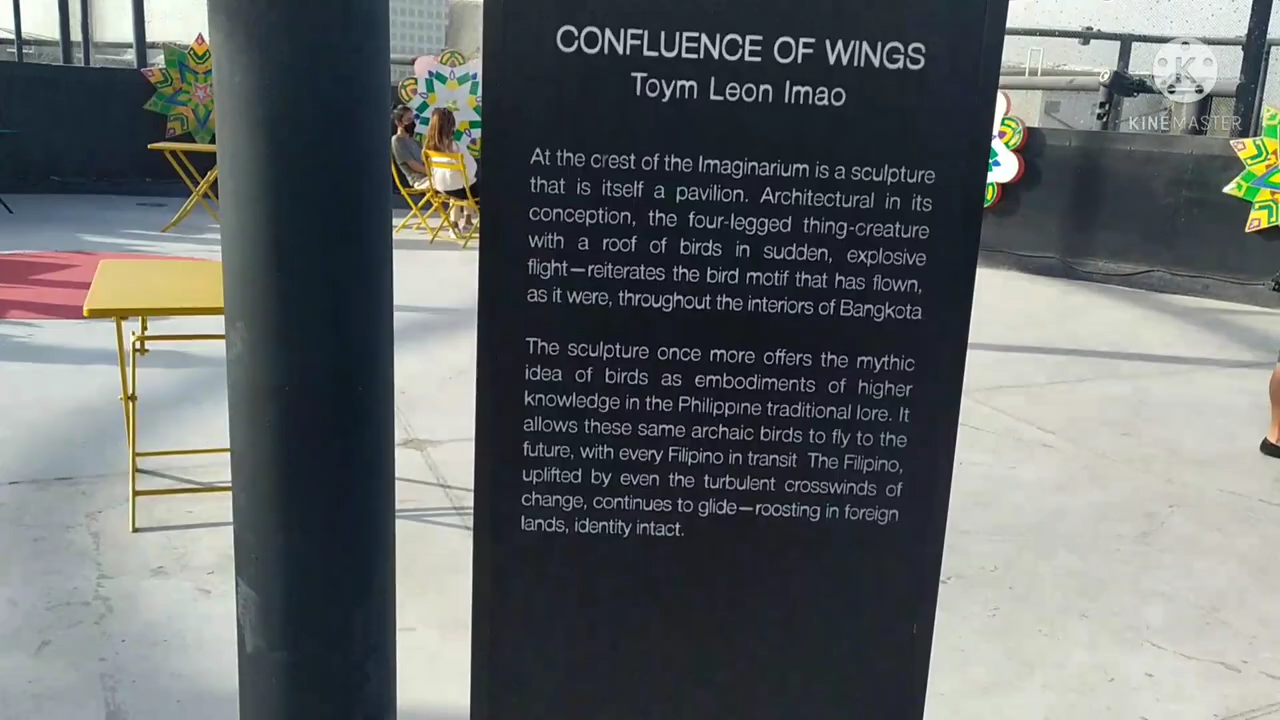 CONFLUENCE OF WINGS
Toym Leon Imao
At the crest of the Imaginarium is a sculpture
that is itself a pavilion. Architectural in its
conception, the four-legged thing-creature
with a roof of birds in sudden, explosive
flight—reiterates the bird motif that has flown,
as it were, throughout the interiors of Bangkota
The sculpture once more offers the mythic
idea of birds as embodiments of higher
knowledge in the Philippine traditional lore. It
allows these same archaic birds to fly to the
future, with every Filipino in transit The Filipino,
uplifted by even the turbulent crosswinds of
change, continues to glide—roosting in foreign
lands, identity intact.
K
KINEMASTER